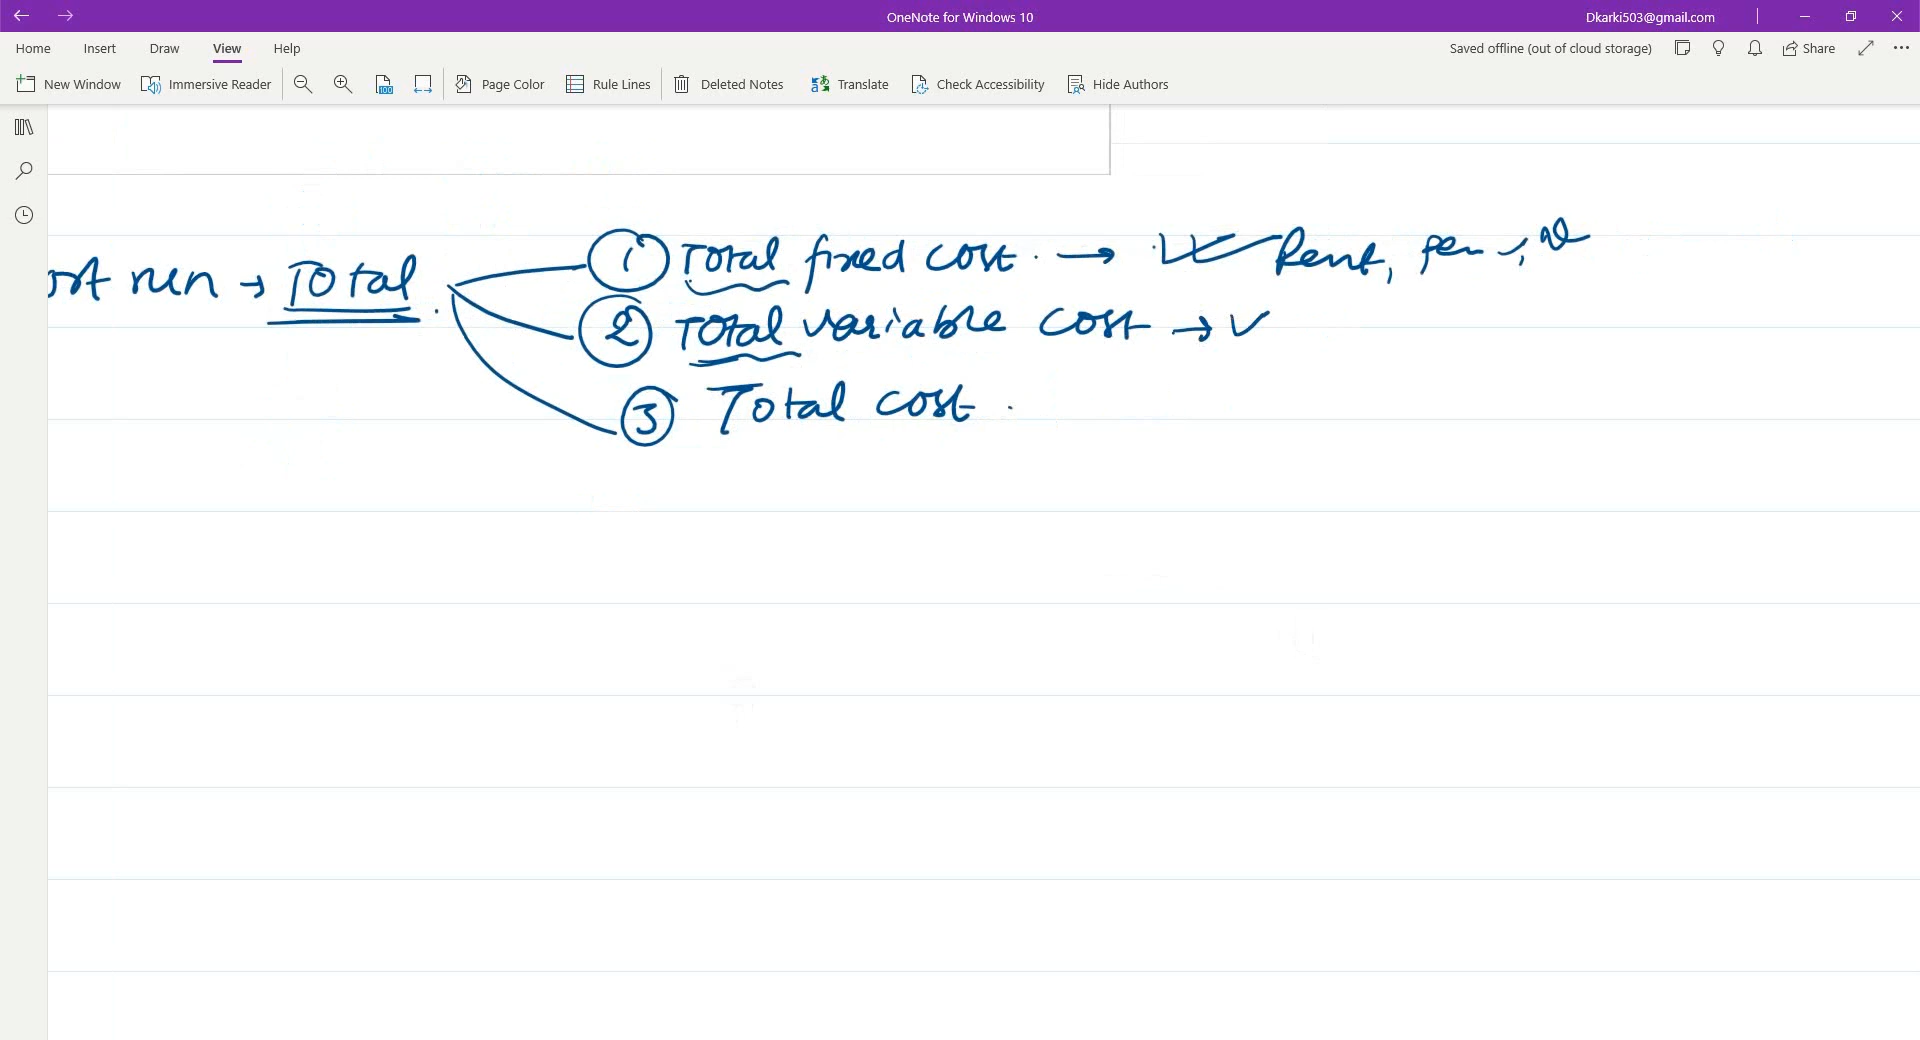 OneNote for Windows 10
Dkarki503@gmail.com
Home Insert Draw View Help
Saved offline (out of cloud storage) Share
New Window Immersive Reader Page Color Rule Lines Deleted Notes Translate Check Accessibility Hide Authors
ort run → Total
① Total fixed cost. → Rent,
② Total variable cost → v
③ Total cost.